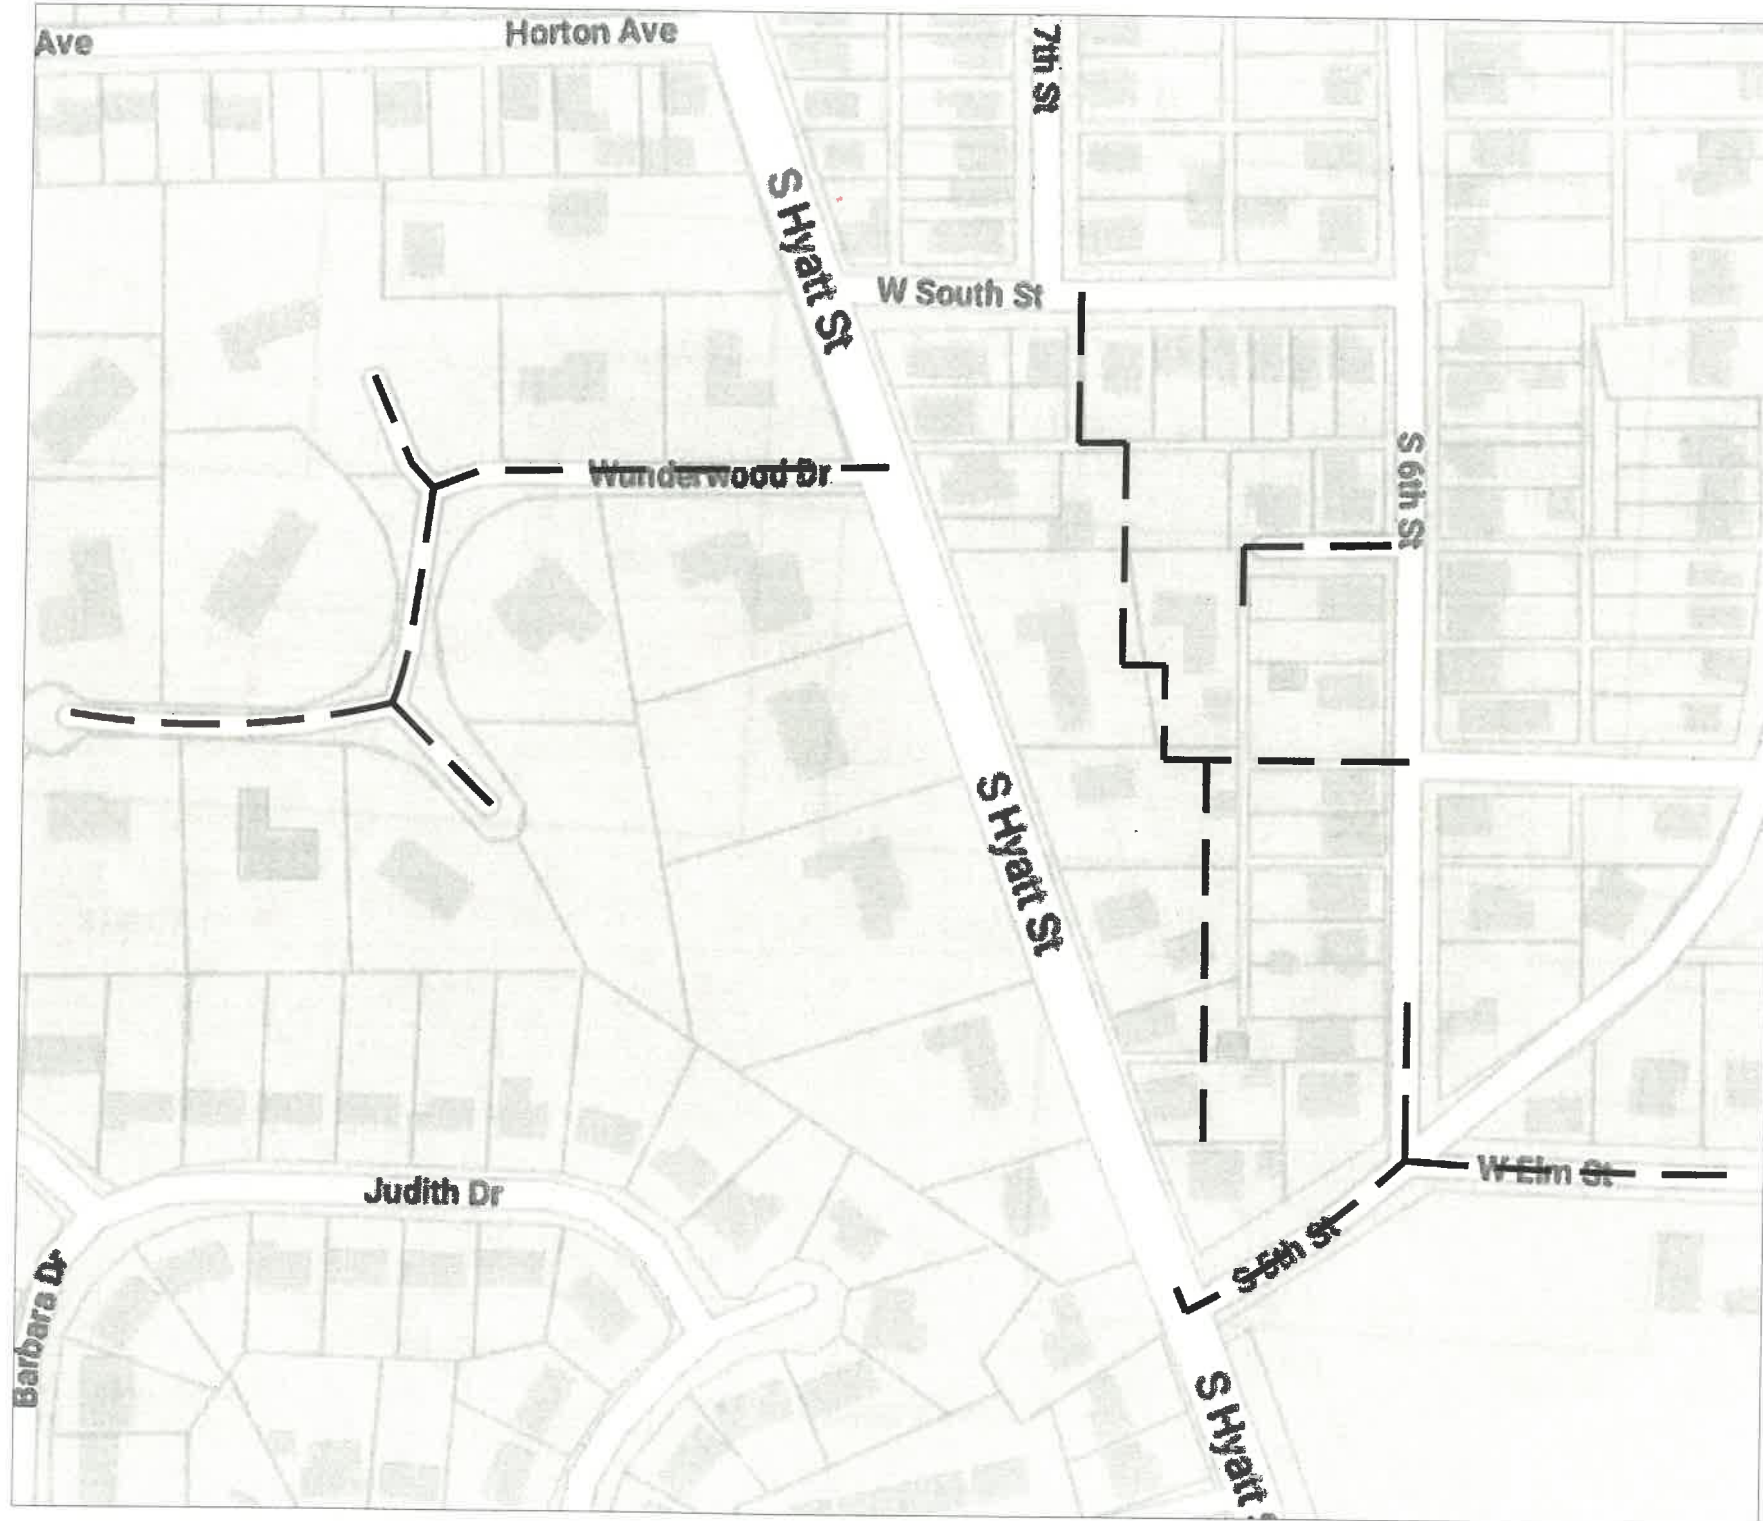 Ave
Horton Ave
7th St
S Hyatt St
W South St
S 6th St
Wunderwood Dr
S Hyatt St
W Elm St
Judith Dr
S 5th St
Barbara Dr
S Hyatt